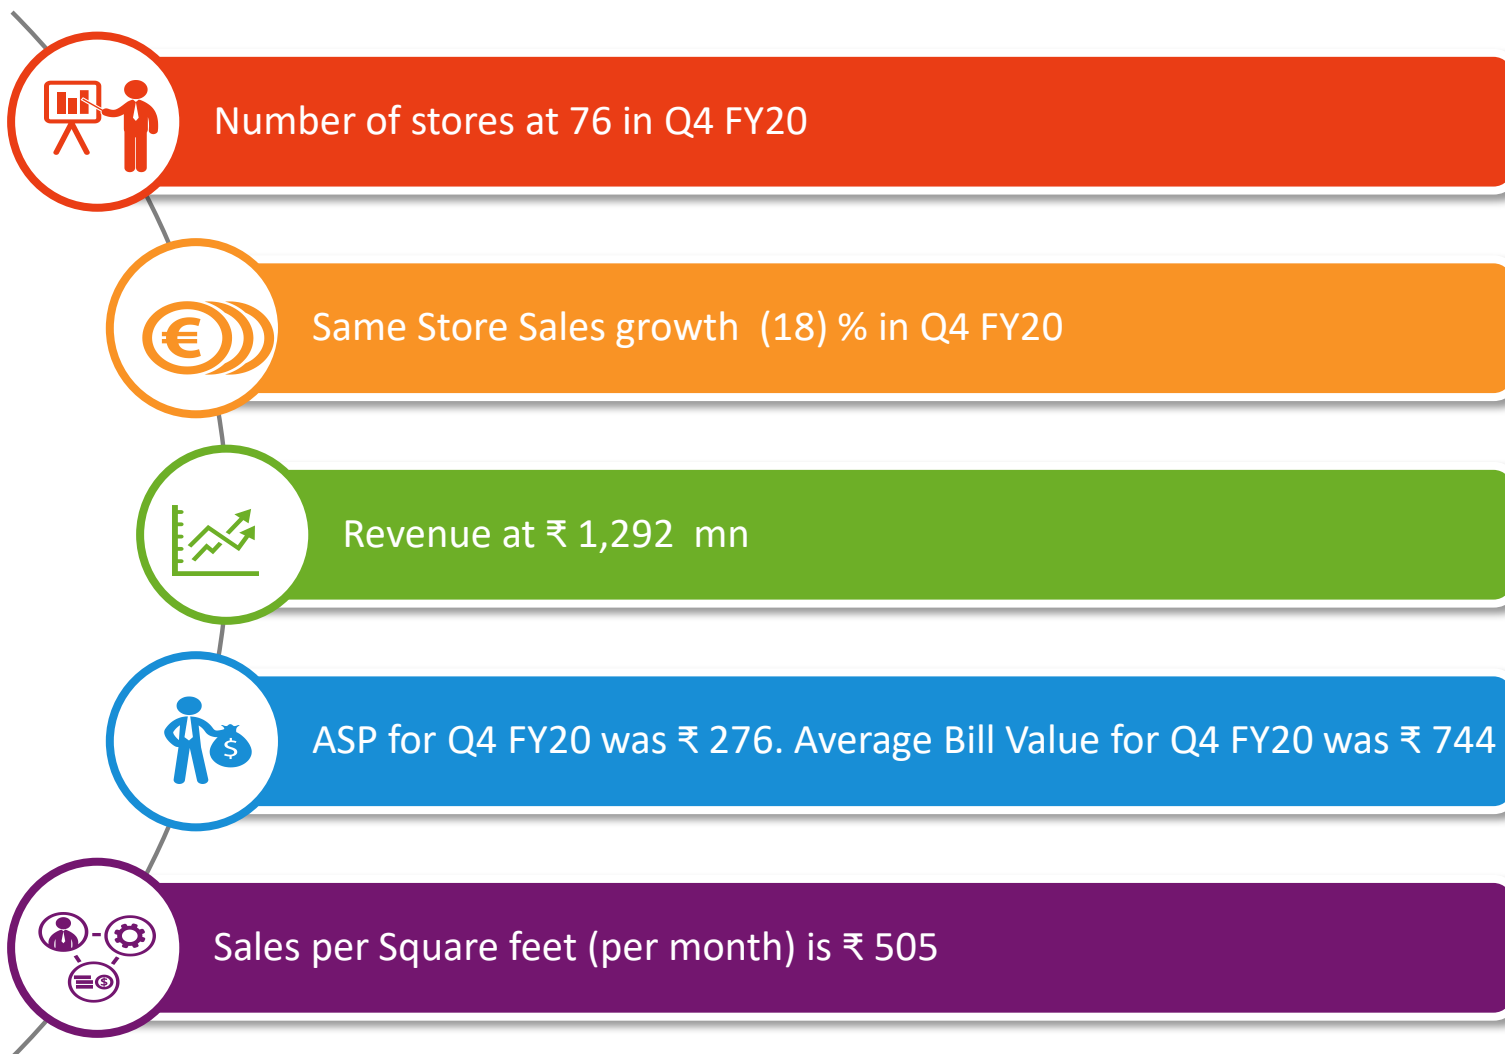 Number of stores at 76 in Q4 FY20
Same Store Sales growth  (18) % in Q4 FY20
€
Revenue at ₹ 1,292  mn
ASP for Q4 FY20 was ₹ 276. Average Bill Value for Q4 FY20 was ₹ 744
$
Sales per Square feet (per month) is ₹ 505
$